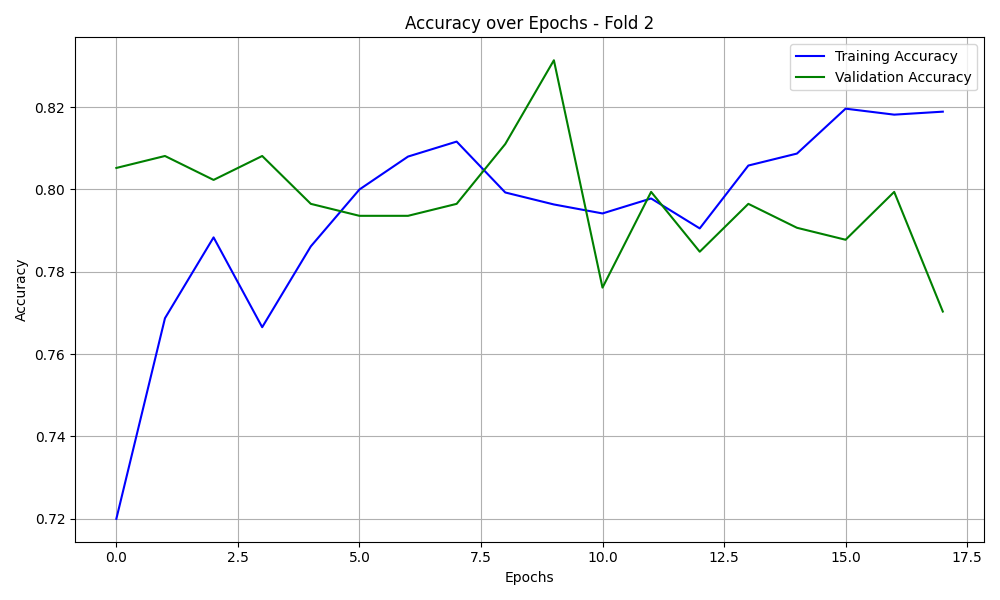 Accuracy over Epochs - Fold 2
Training Accuracy
Validation Accuracy
Accuracy
0.82
0.80
0.78
0.76
0.74
0.72
0.0 2.5 5.0 7.5 10.0 12.5 15.0 17.5
Epochs